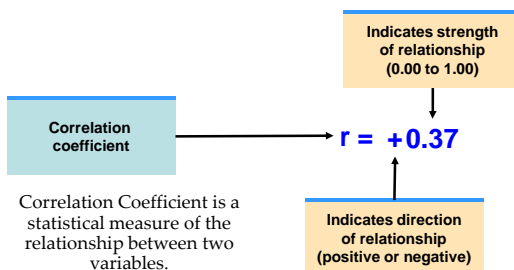 Indicates strength
of relationship
(0.00 to 1.00)
Correlation
coefficient
r = +0.37
Correlation Coefficient is a
statistical measure of the
relationship between two
variables.
Indicates direction
of relationship
(positive or negative)